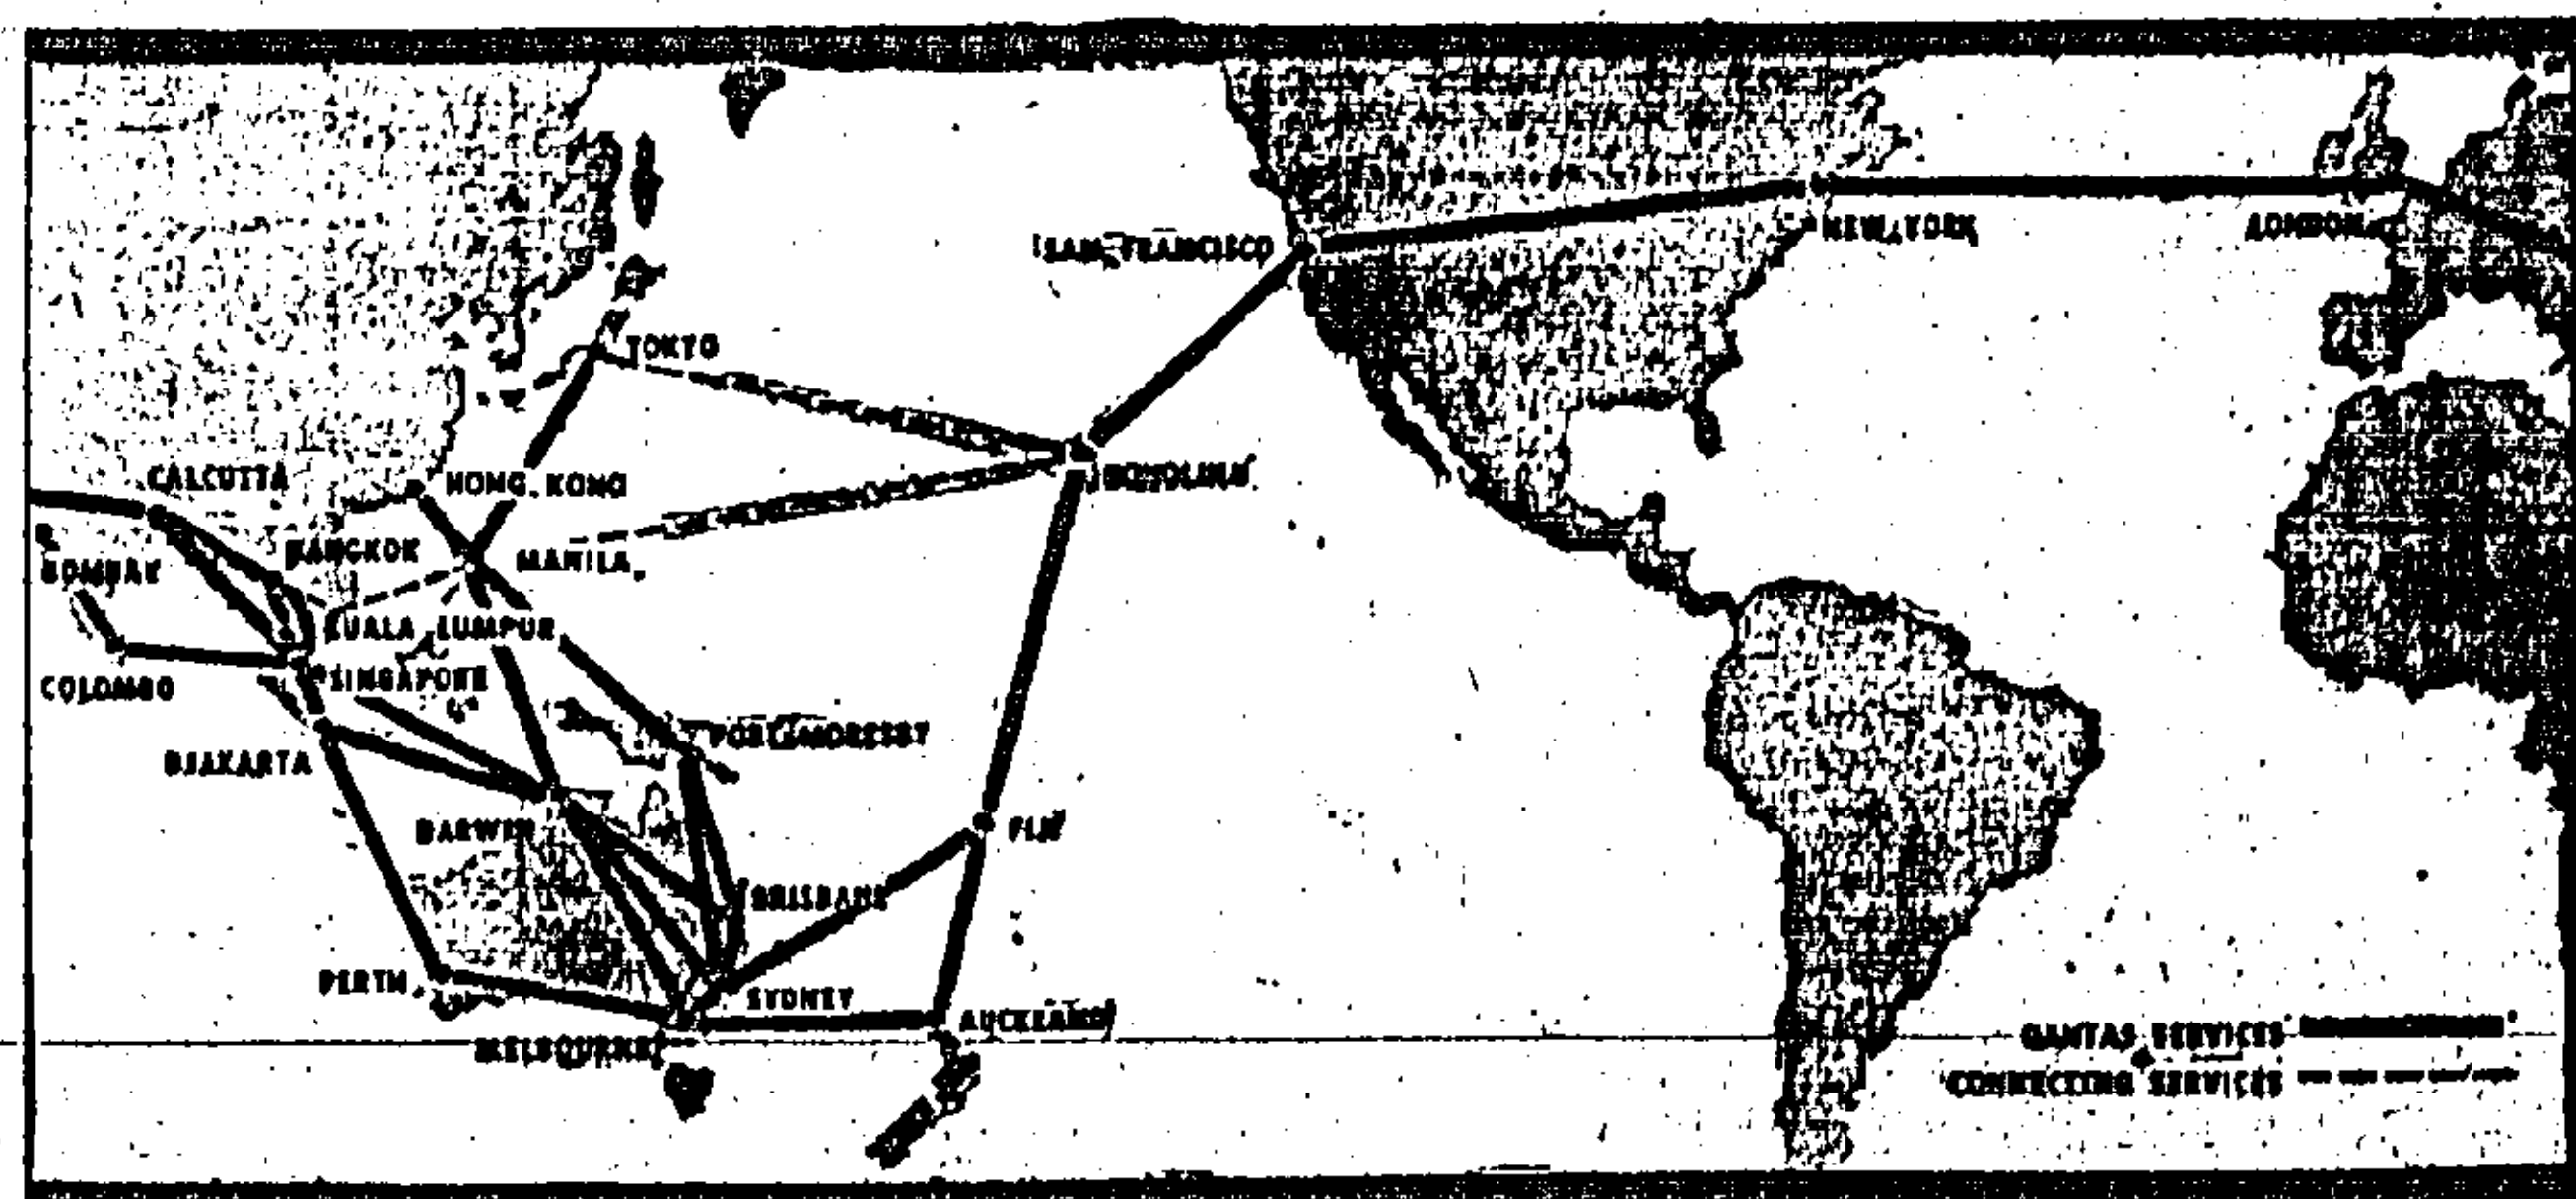 SAN FRANCISCO
NEW YORK
LONDON
TOKYO
CALCUTTA
HONG KONG
HONOLULU
BANGKOK
MANILA
BOMBAY
KUALA LUMPUR
SINGAPORE
COLOMBO
PORT MORESBY
DJAKARTA
DARWIN
FIJI
BRISBANE
PERTH
SYDNEY
AUCKLAND
MELBOURNE
QANTAS SERVICES
CONNECTING SERVICES